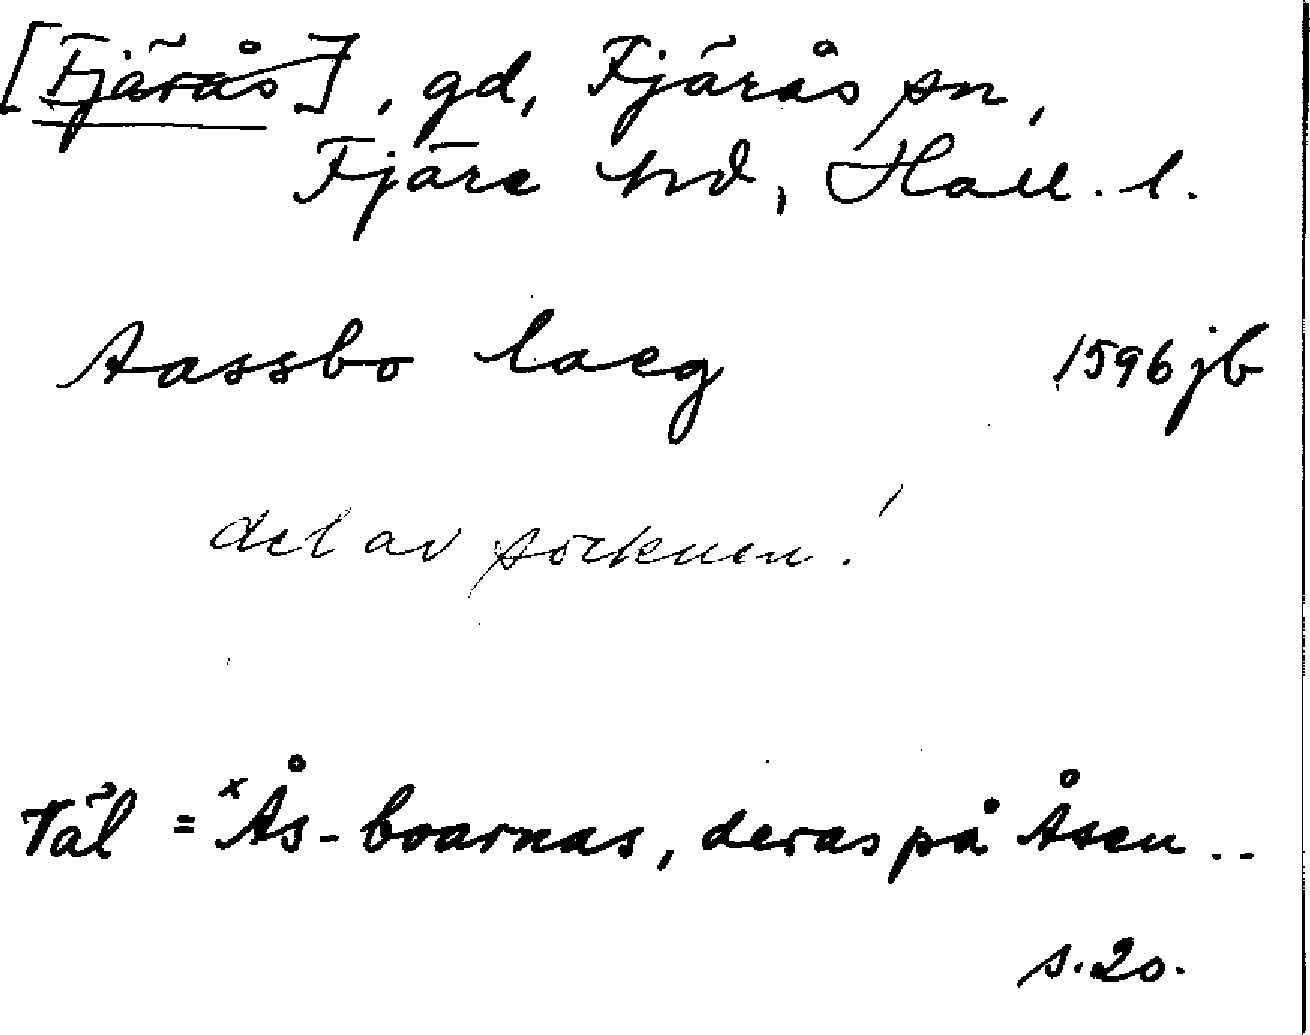 [Fjärås], gd, Fjärås sn,
Fjäre hd, Hall. l.
Aassbo laeg 1596 jb
del av socknen!
Väl = ˣÅs-boarnas, deras på Åsen ..
s. 20.